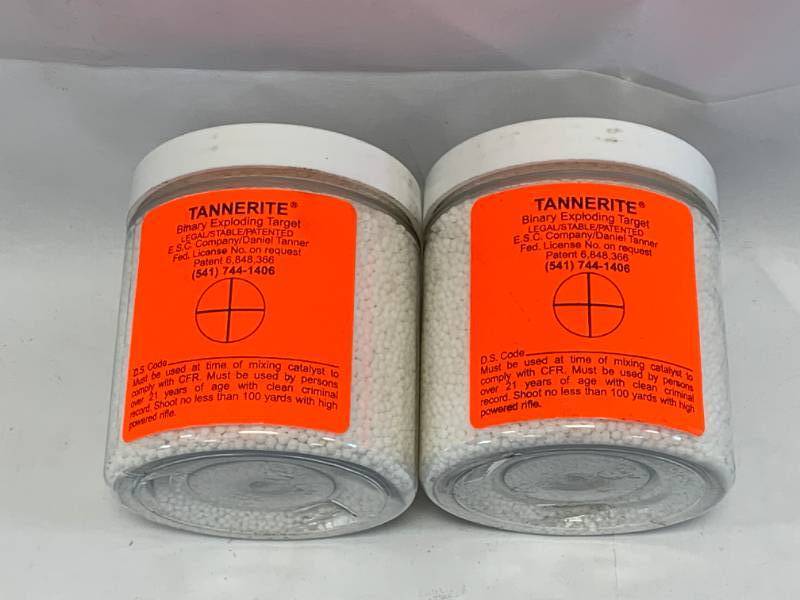 TANNERITE®
Binary Exploding Target
LEGAL/STABLE/PATENTED
E.S.C. Company/Daniel Tanner
Fed. License No. on request
Patent 6,848,366
(541) 744-1406
D.S. Code
Must be used at time of mixing catalyst to
comply with CFR. Must be used by persons
over 21 years of age with clean criminal
record. Shoot no less than 100 yards with high
powered rifle.
TANNERITE®
Binary Exploding Target
LEGAL/STABLE/PATENTED
E.S.C. Company/Daniel Tanner
Fed. License No. on request
Patent 6,848,366
(541) 744-1406
D.S. Code
Must be used at time of mixing catalyst to
comply with CFR. Must be used by persons
over 21 years of age with clean criminal
record. Shoot no less than 100 yards with high
powered rifle.